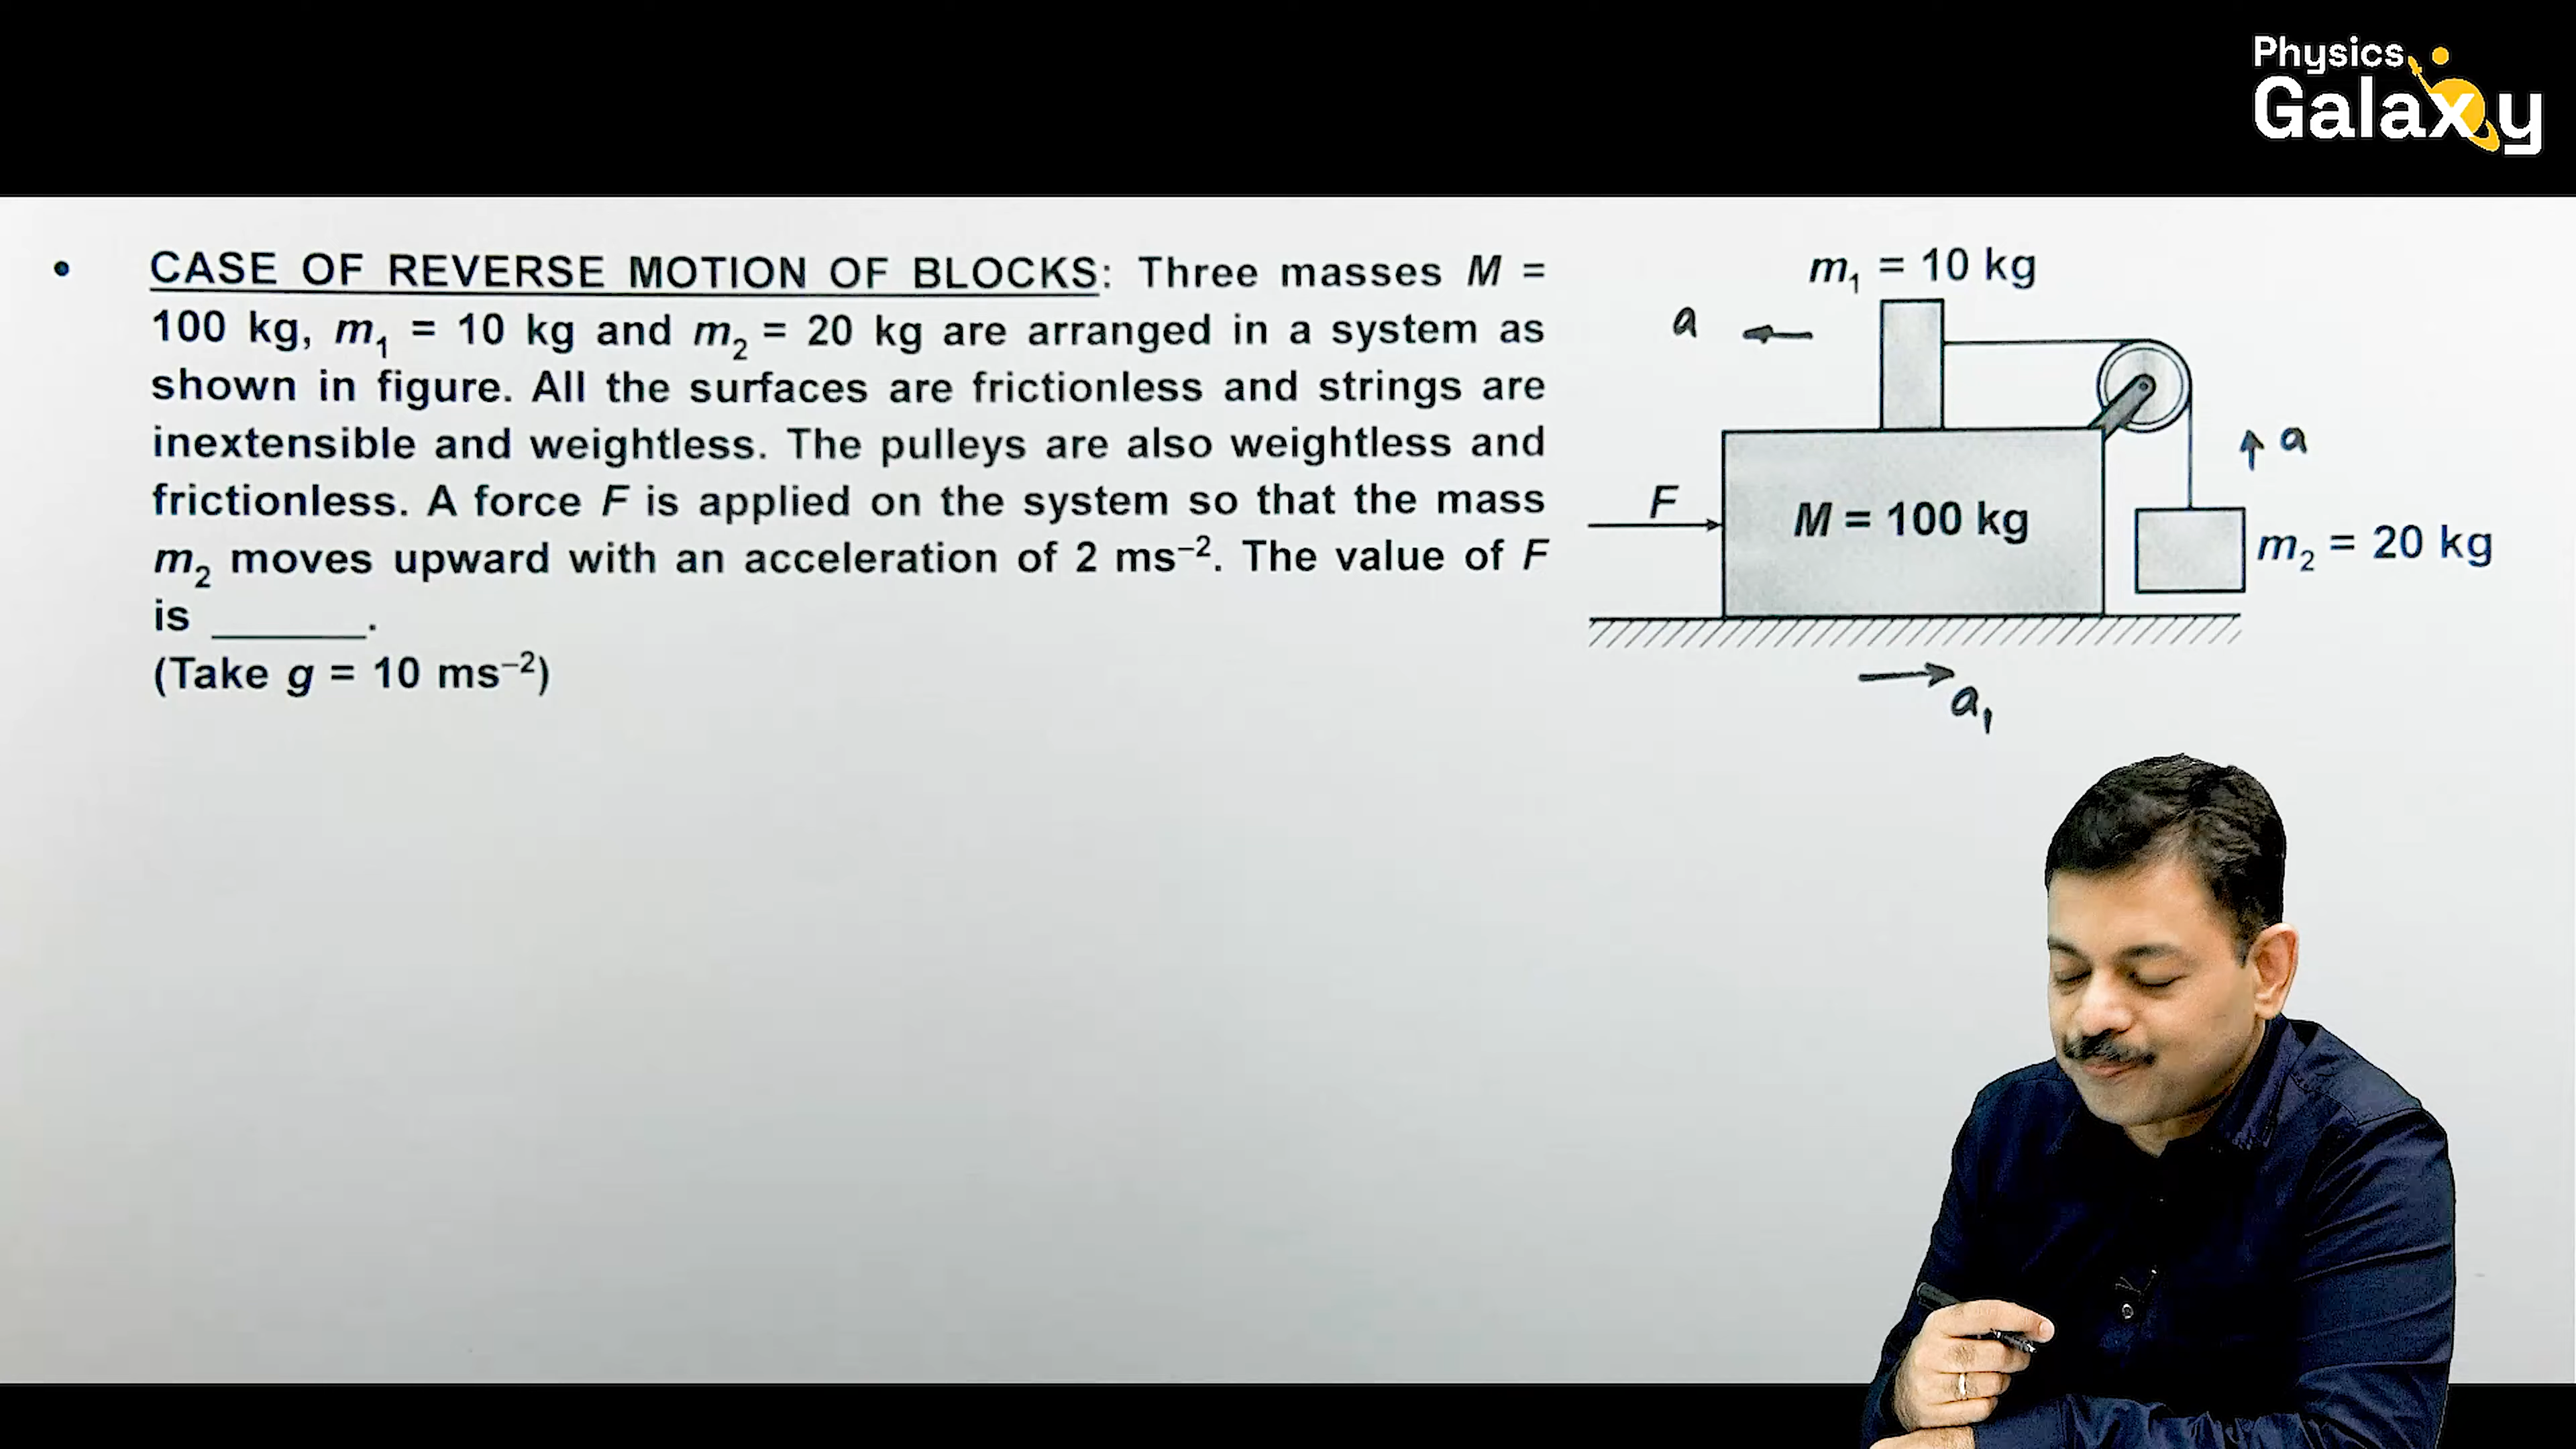 Physics
Galaxy
• CASE OF REVERSE MOTION OF BLOCKS: Three masses M =
100 kg, m₁ = 10 kg and m₂ = 20 kg are arranged in a system as
shown in figure. All the surfaces are frictionless and strings are
inextensible and weightless. The pulleys are also weightless and
frictionless. A force F is applied on the system so that the mass
m₂ moves upward with an acceleration of 2 ms⁻². The value of F
is ______.
(Take g = 10 ms⁻²)
m₁ = 10 kg
a
a
F
M = 100 kg
m₂ = 20 kg
a₁